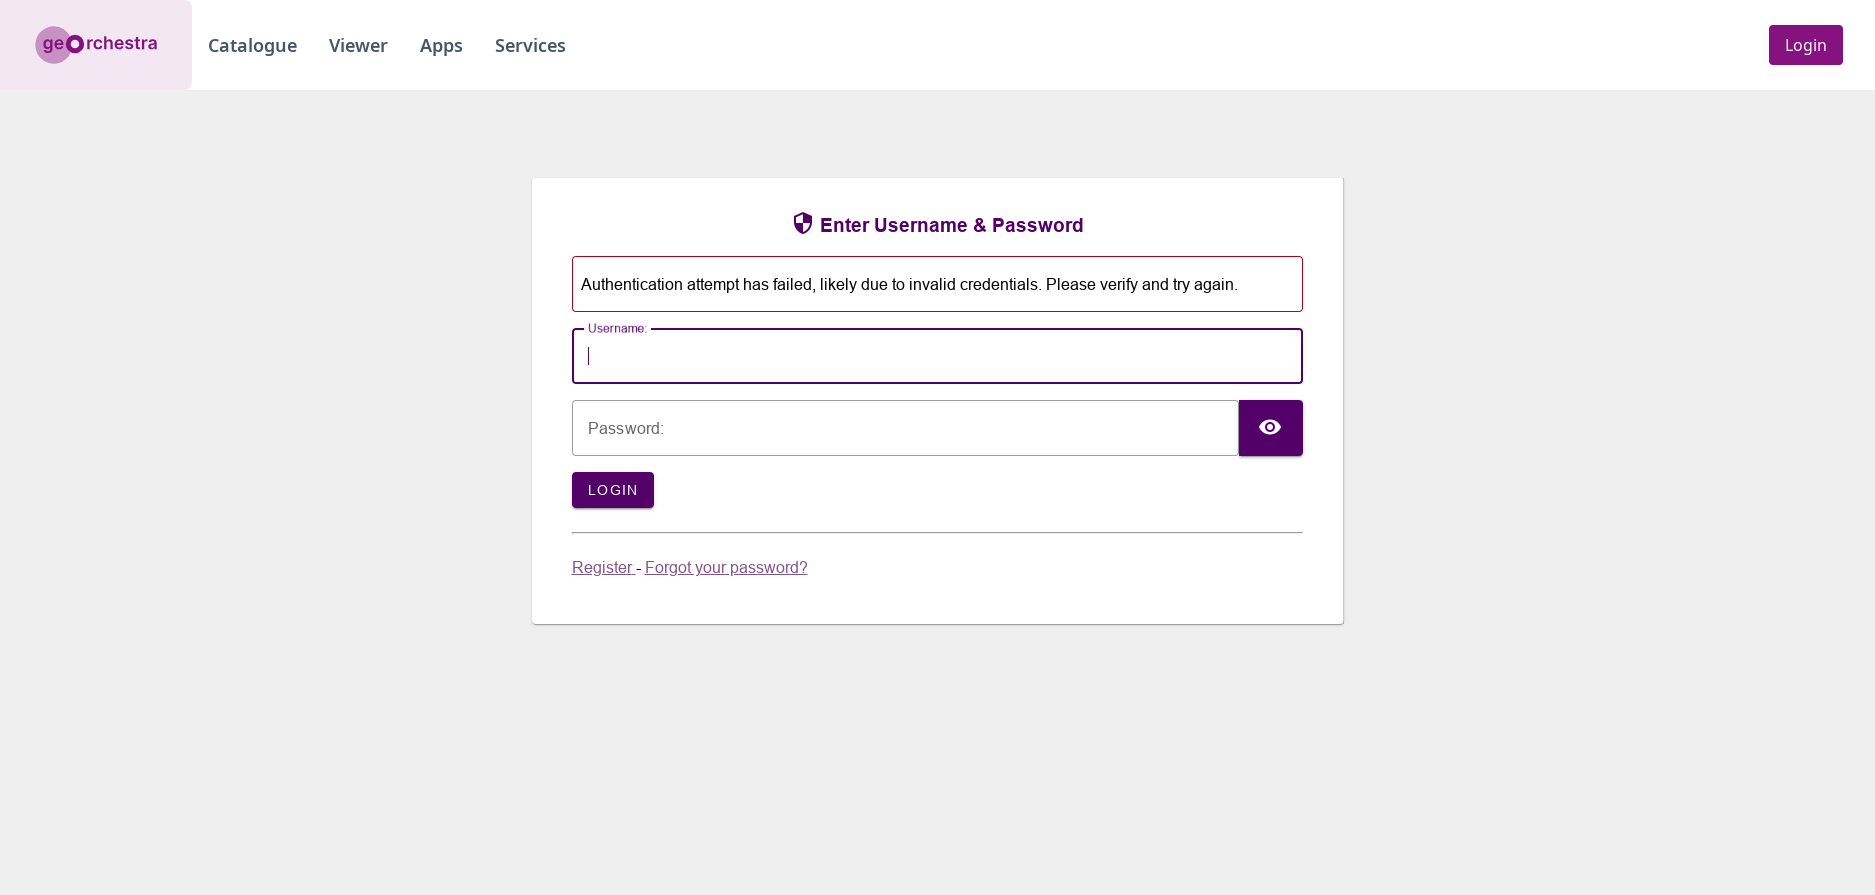 georchestra
Catalogue
Viewer
Apps
Services
Login
Enter Username & Password
Authentication attempt has failed, likely due to invalid credentials. Please verify and try again.
Username:
Password:
LOGIN
Register - Forgot your password?